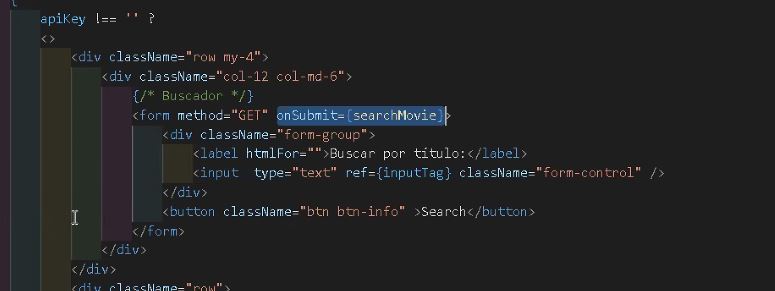 {
apiKey !== '' ?
<>
<div className="row my-4">
<div className="col-12 col-md-6">
{/* Buscador */}
<form method="GET" onSubmit={searchMovie}>
<div className="form-group">
<label htmlFor="">Buscar por título:</label>
<input  type="text" ref={inputTag} className="form-control" />
</div>
<button className="btn btn-info" >Search</button>
</form>
</div>
</div>
<div className="row">